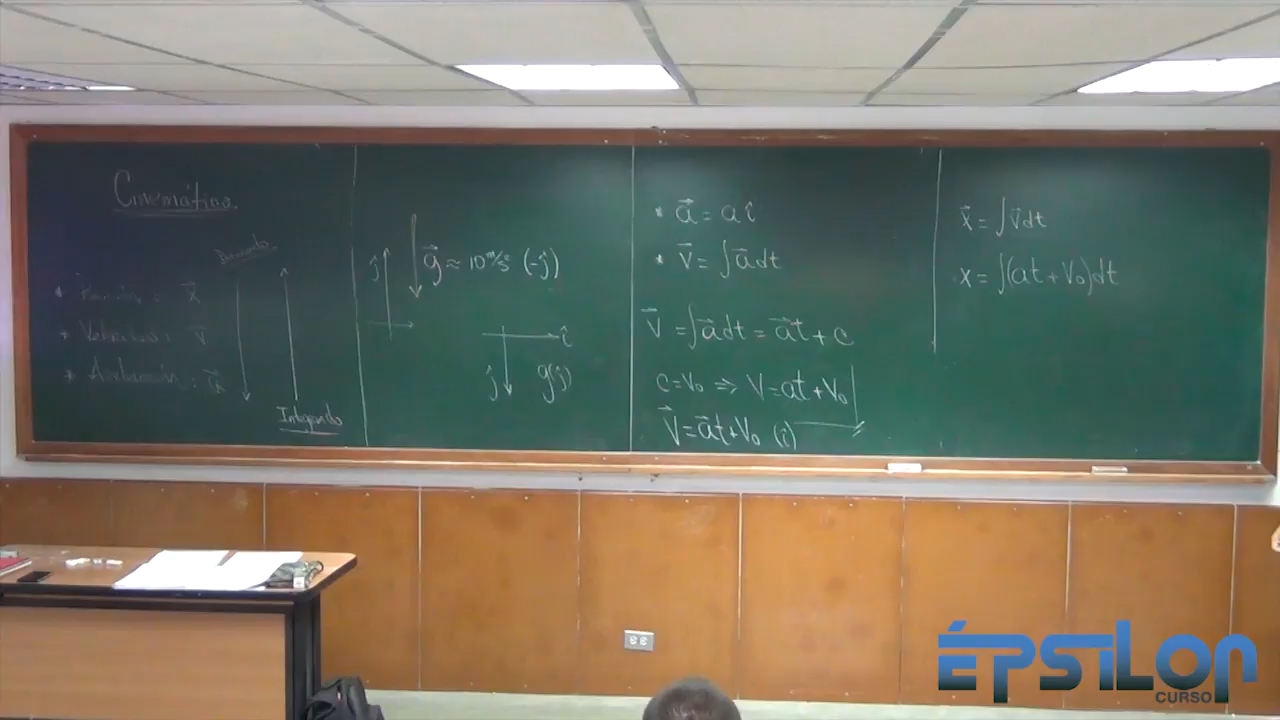 Cinemática
Derivando
* Posición: x⃗
* Velocidad: v⃗
* Aceleración: a⃗
Integrando
ĵ
g⃗ ≈ 10 m/s² (-ĵ)
î
ĵ
g(ĵ)
* a⃗ = a î
* v⃗ = ∫a⃗dt
v⃗ = ∫a⃗dt = a⃗t + c
c = v₀ ⇒ v = at + v₀
v⃗ = a⃗t + v₀ (î)
x⃗ = ∫v⃗dt
x = ∫(at + v₀)dt
ÉPSILON
CURSO